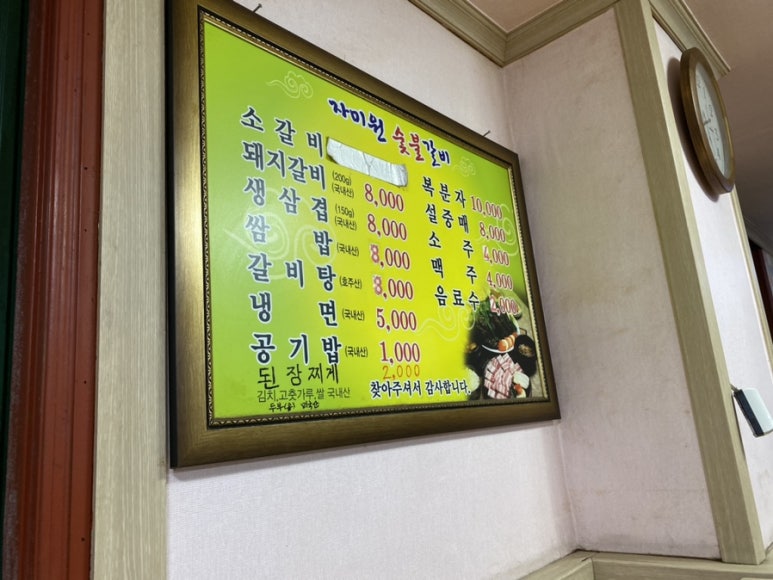 자미원 숯불갈비
소갈비
돼지갈비 (200g) (국내산) 8,000
생삼겹 (150g) (국내산) 8,000
쌈밥 (국내산) 8,000
갈비탕 (호주산) 8,000
냉면 (국내산) 5,000
공기밥 (국내산) 1,000
된장찌게 2,000
김치,고춧가루,쌀 국내산
복분자 10,000
설중매 8,000
소주 4,000
맥주 4,000
음료수 2,000
찾아주셔서 감사합니다.